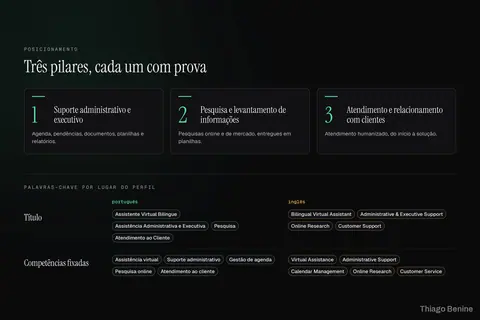 POSICIONAMENTO
Três pilares, cada um com prova
1
Suporte administrativo e
executivo
Agenda, pendências, documentos, planilhas e
relatórios.
2
Pesquisa e levantamento de
informações
Pesquisas online e de mercado, entregues em
planilhas.
3
Atendimento e relacionamento
com clientes
Atendimento humanizado, do início à solução.
PALAVRAS-CHAVE POR LUGAR DO PERFIL
português
inglês
Título
Assistente Virtual Bilíngue
Assistência Administrativa e Executiva
Pesquisa
Atendimento ao Cliente
Bilingual Virtual Assistant
Administrative & Executive Support
Online Research
Customer Support
Competências fixadas
Assistência virtual
Suporte administrativo
Gestão de agenda
Pesquisa online
Atendimento ao cliente
Virtual Assistance
Administrative Support
Calendar Management
Online Research
Customer Service
Thiago Benine